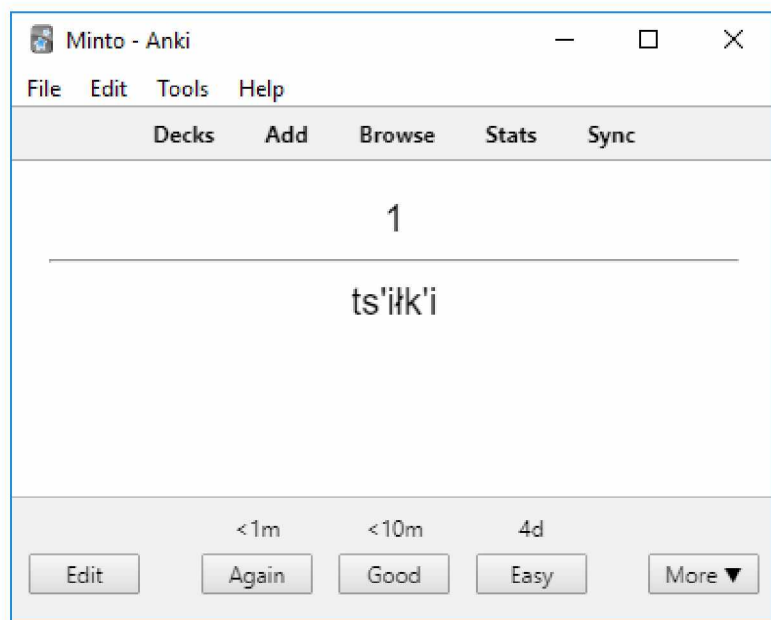 Minto - Anki
File Edit Tools Help
Decks Add Browse Stats Sync
1
ts'iłk'i
<1m <10m 4d
Edit Again Good Easy More ▼